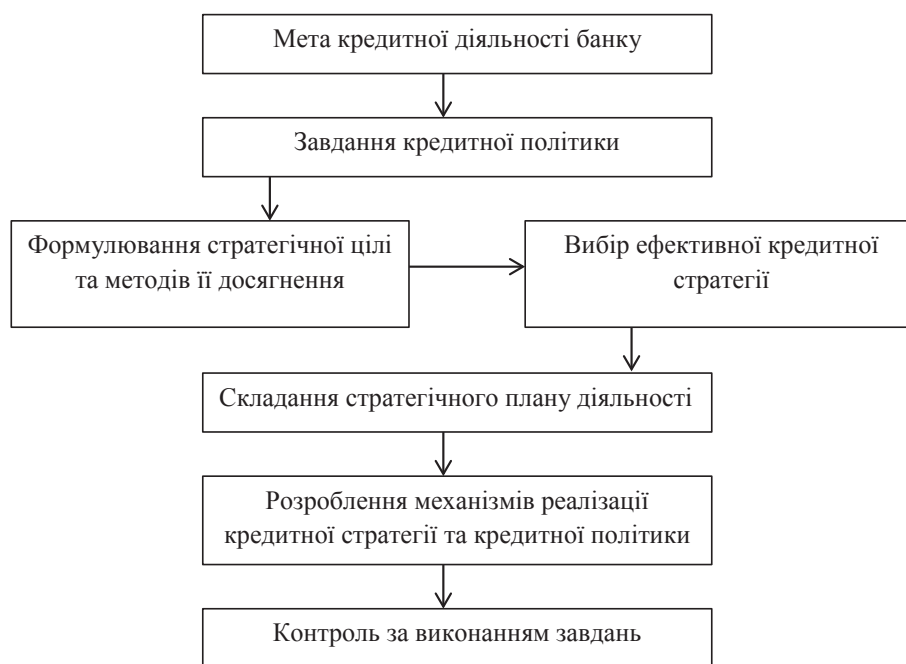 Мета кредитної діяльності банку
Завдання кредитної політики
Формулювання стратегічної цілі
та методів її досягнення
Вибір ефективної кредитної
стратегії
Складання стратегічного плану діяльності
Розроблення механізмів реалізації
кредитної стратегії та кредитної політики
Контроль за виконанням завдань